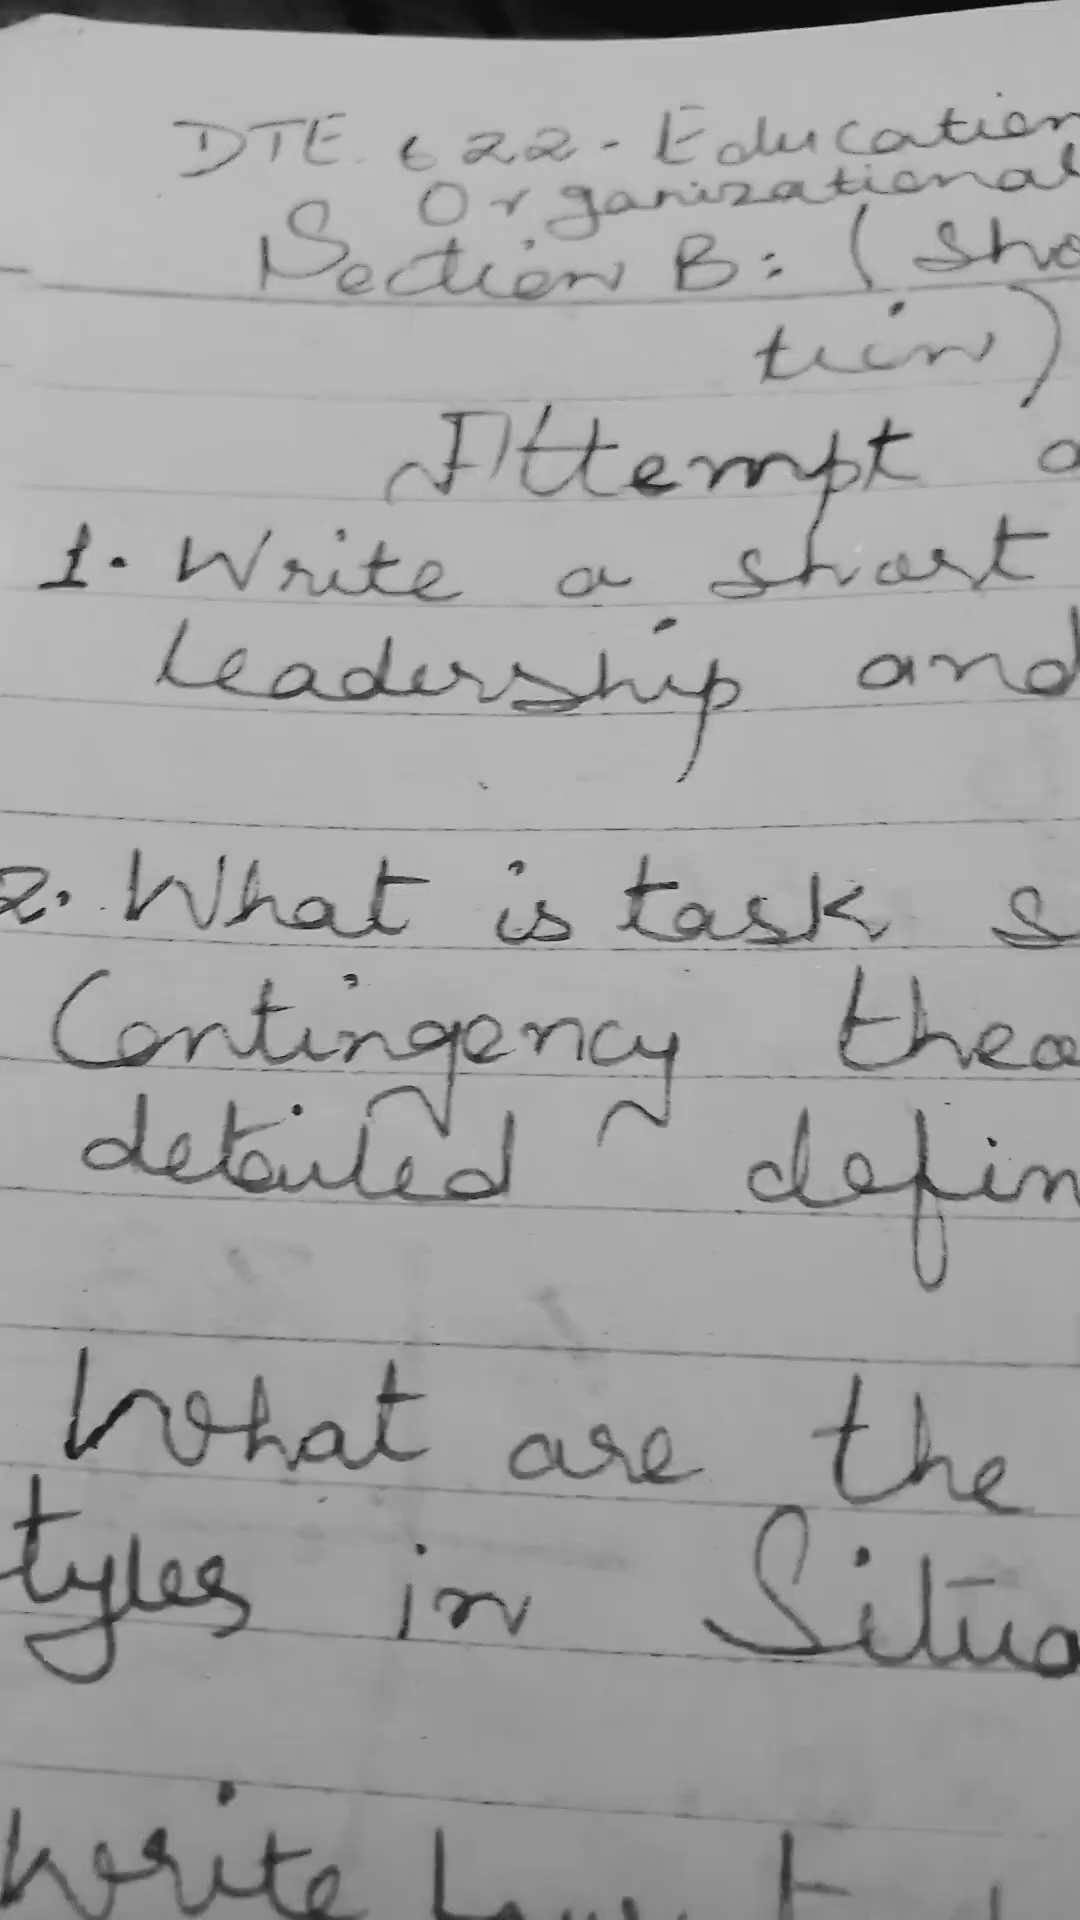 DTE 622 - Education
Organizational
Section B: (Sho
tion)
Attempt a
1. Write a short
leadership and
2. What is task s
Contingency theo
detailed defin
What are the
tyles in Situa
Write